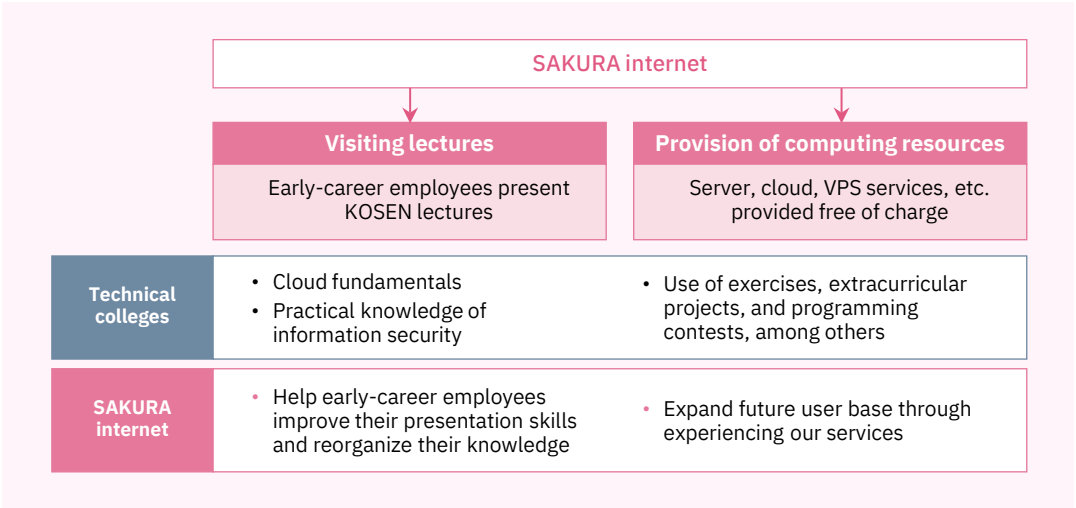 SAKURA internet
Visiting lectures
Early-career employees present
KOSEN lectures
Provision of computing resources
Server, cloud, VPS services, etc.
provided free of charge
Technical
colleges
• Cloud fundamentals
• Practical knowledge of
information security
• Use of exercises, extracurricular
projects, and programming
contests, among others
SAKURA
internet
• Help early-career employees
improve their presentation skills
and reorganize their knowledge
• Expand future user base through
experiencing our services